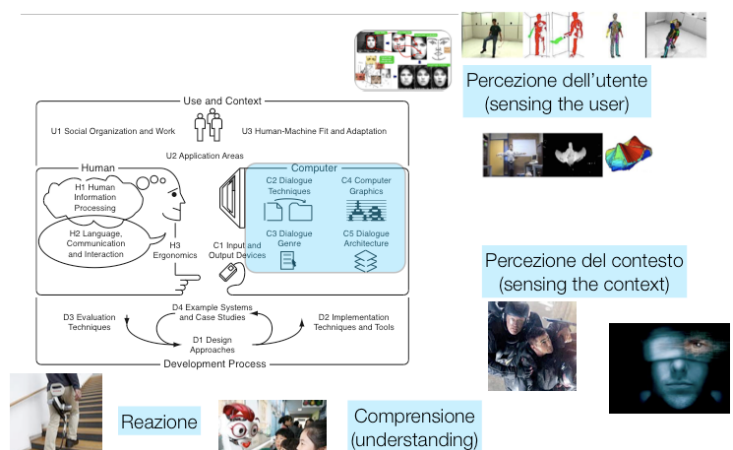 Percezione dell'utente
(sensing the user)
Use and Context
U1 Social Organization and Work
U3 Human-Machine Fit and Adaptation
U2 Application Areas
Human
Computer
H1 Human
Information
Processing
C2 Dialogue
Techniques
C4 Computer
Graphics
Aa
H2 Language,
Communication
and Interaction
H3
Ergonomics
C1 Input and
Output Devices
C3 Dialogue
Genre
C5 Dialogue
Architecture
Percezione del contesto
(sensing the context)
D3 Evaluation
Techniques
D4 Example Systems
and Case Studies
D2 Implementation
Techniques and Tools
D1 Design
Approaches
Development Process
Reazione
Comprensione
(understanding)